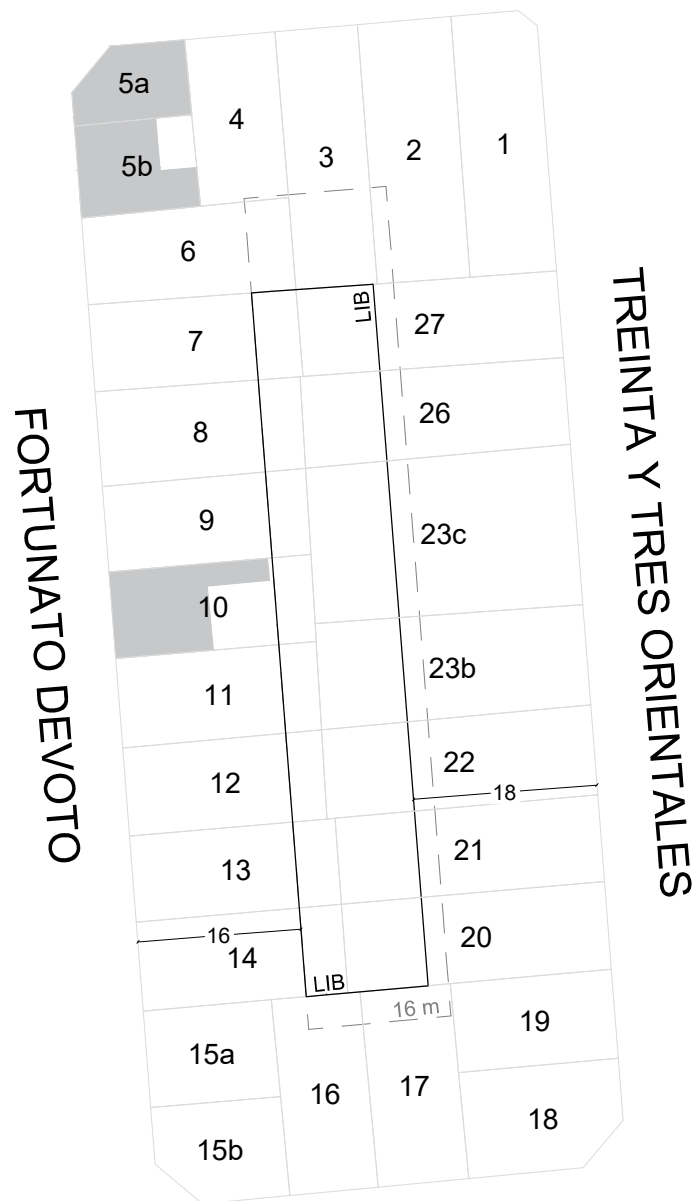 5a
4
3
2
1
5b
6
LIB
27
7
26
8
9
23c
10
23b
11
22
12
18
21
13
20
16
14
LIB
16 m
19
15a
16
17
18
15b
FORTUNATO DEVOTO
TREINTA Y TRES ORIENTALES